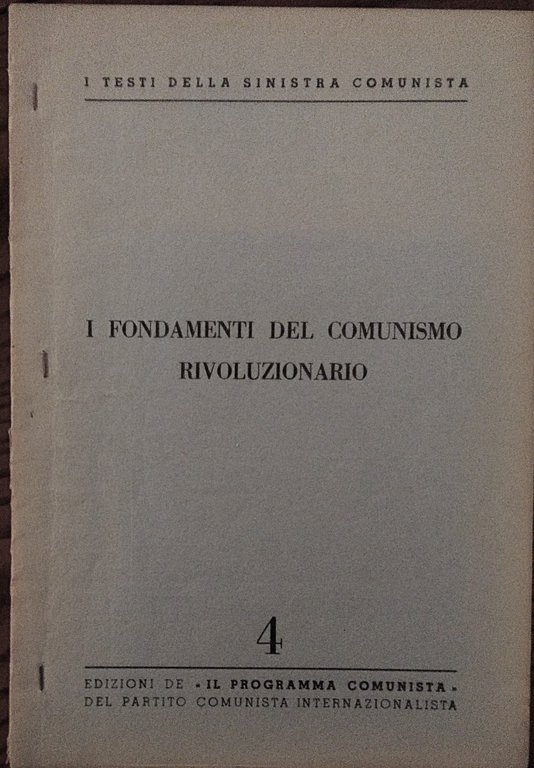 I TESTI DELLA SINISTRA COMUNISTA
I FONDAMENTI DEL COMUNISMO
RIVOLUZIONARIO
4
EDIZIONI DE « IL PROGRAMMA COMUNISTA »
DEL PARTITO COMUNISTA INTERNAZIONALISTA